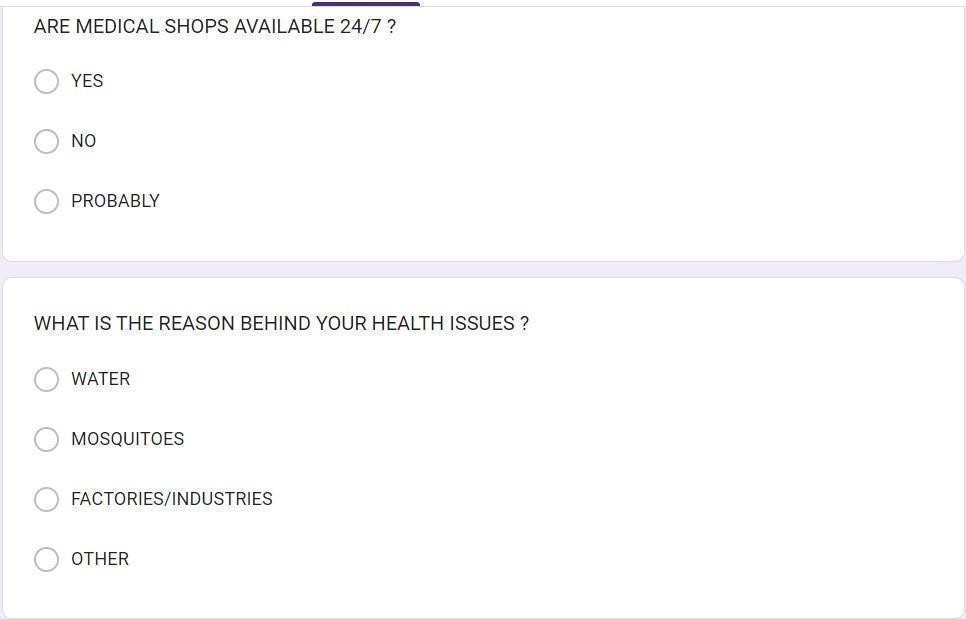 ARE MEDICAL SHOPS AVAILABLE 24/7 ?
YES
NO
PROBABLY
WHAT IS THE REASON BEHIND YOUR HEALTH ISSUES ?
WATER
MOSQUITOES
FACTORIES/INDUSTRIES
OTHER